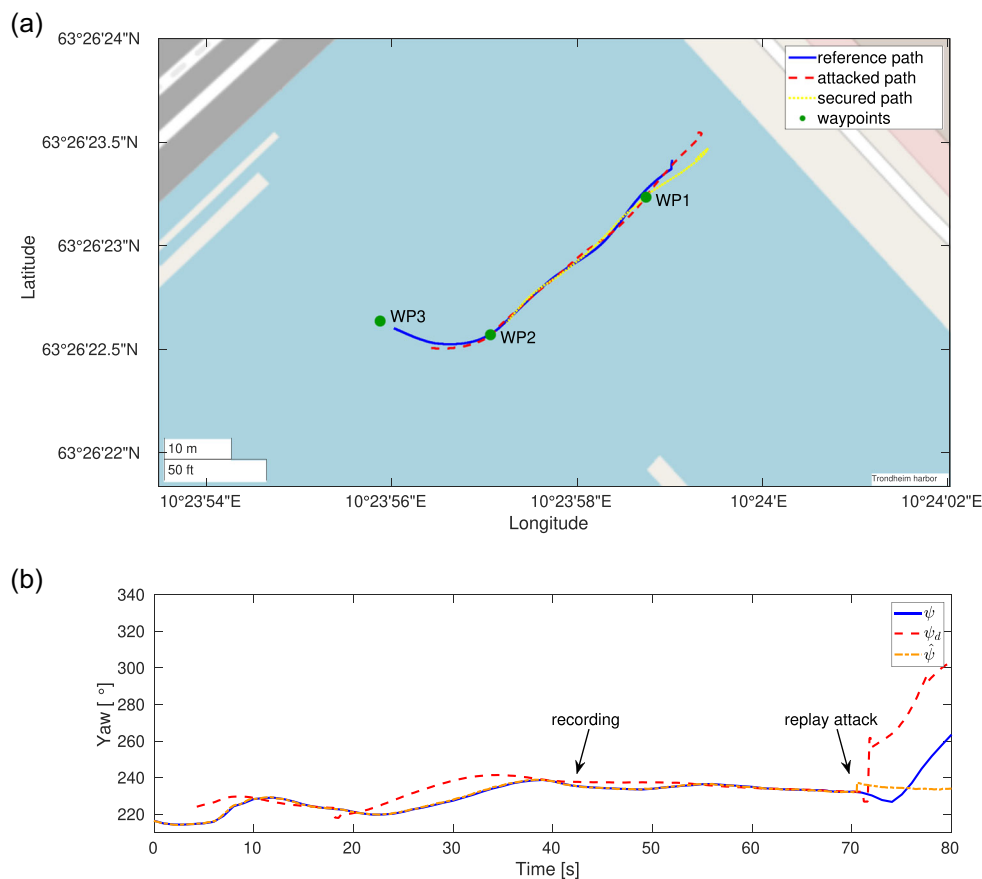 (a)
63°26'24"N
63°26'23.5"N
63°26'23"N
63°26'22.5"N
63°26'22"N
Latitude
reference path
attacked path
secured path
waypoints
WP1
WP3
WP2
10 m
50 ft
Trondheim harbor
10°23'54"E
10°23'56"E
10°23'58"E
10°24'E
10°24'02"E
Longitude
(b)
340
320
300
280
260
240
220
Yaw [°]
ψ
ψ_d
ψ̂
recording
replay attack
0
10
20
30
40
50
60
70
80
Time [s]